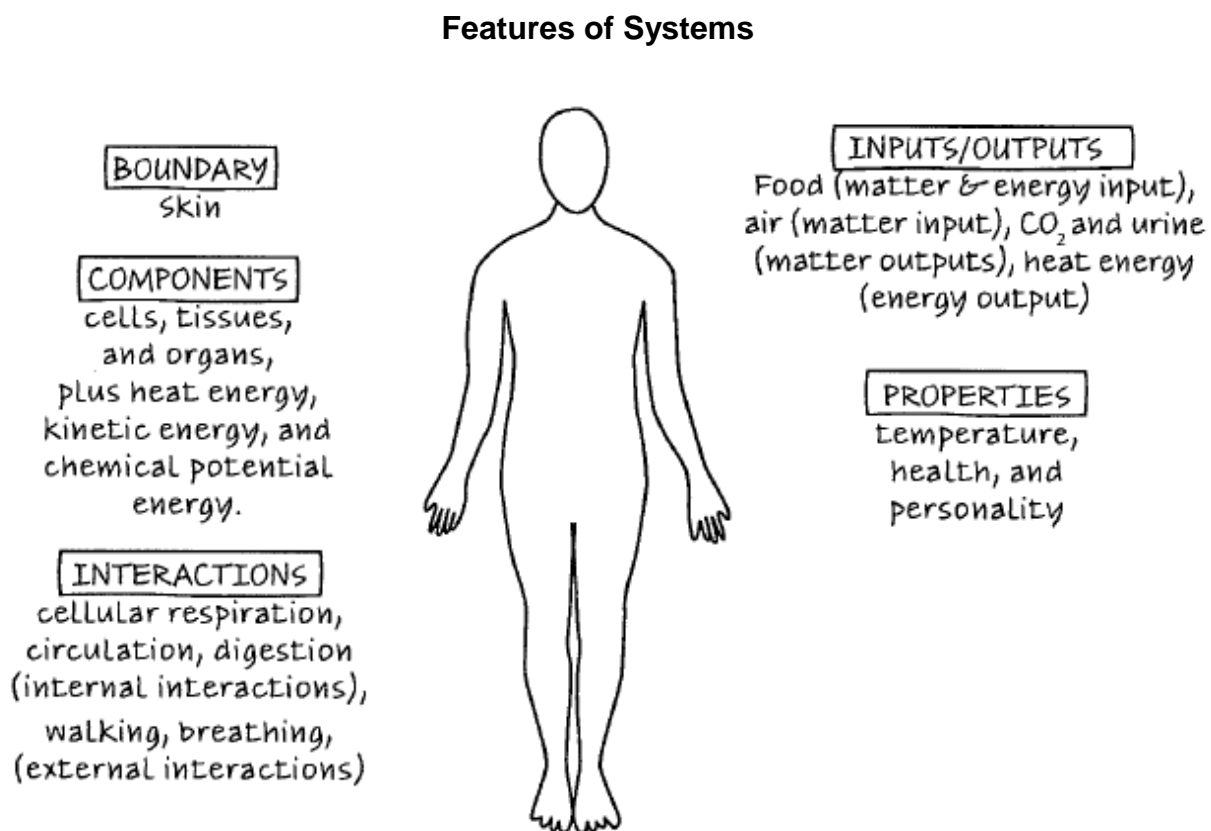 Features of Systems
BOUNDARY
skin
COMPONENTS
cells, tissues,
and organs,
plus heat energy,
kinetic energy, and
chemical potential
energy.
INTERACTIONS
cellular respiration,
circulation, digestion
(internal interactions),
walking, breathing,
(external interactions)
INPUTS/OUTPUTS
Food (matter & energy input),
air (matter input), CO₂ and urine
(matter outputs), heat energy
(energy output)
PROPERTIES
temperature,
health, and
personality